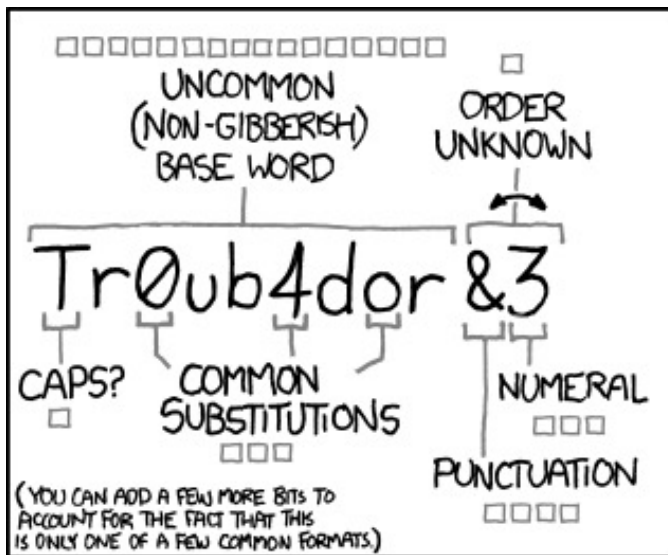 UNCOMMON
(NON-GIBBERISH)
BASE WORD
ORDER
UNKNOWN
Tr0ub4dor &3
CAPS?
COMMON
SUBSTITUTIONS
NUMERAL
PUNCTUATION
(YOU CAN ADD A FEW MORE BITS TO
ACCOUNT FOR THE FACT THAT THIS
IS ONLY ONE OF A FEW COMMON FORMATS.)